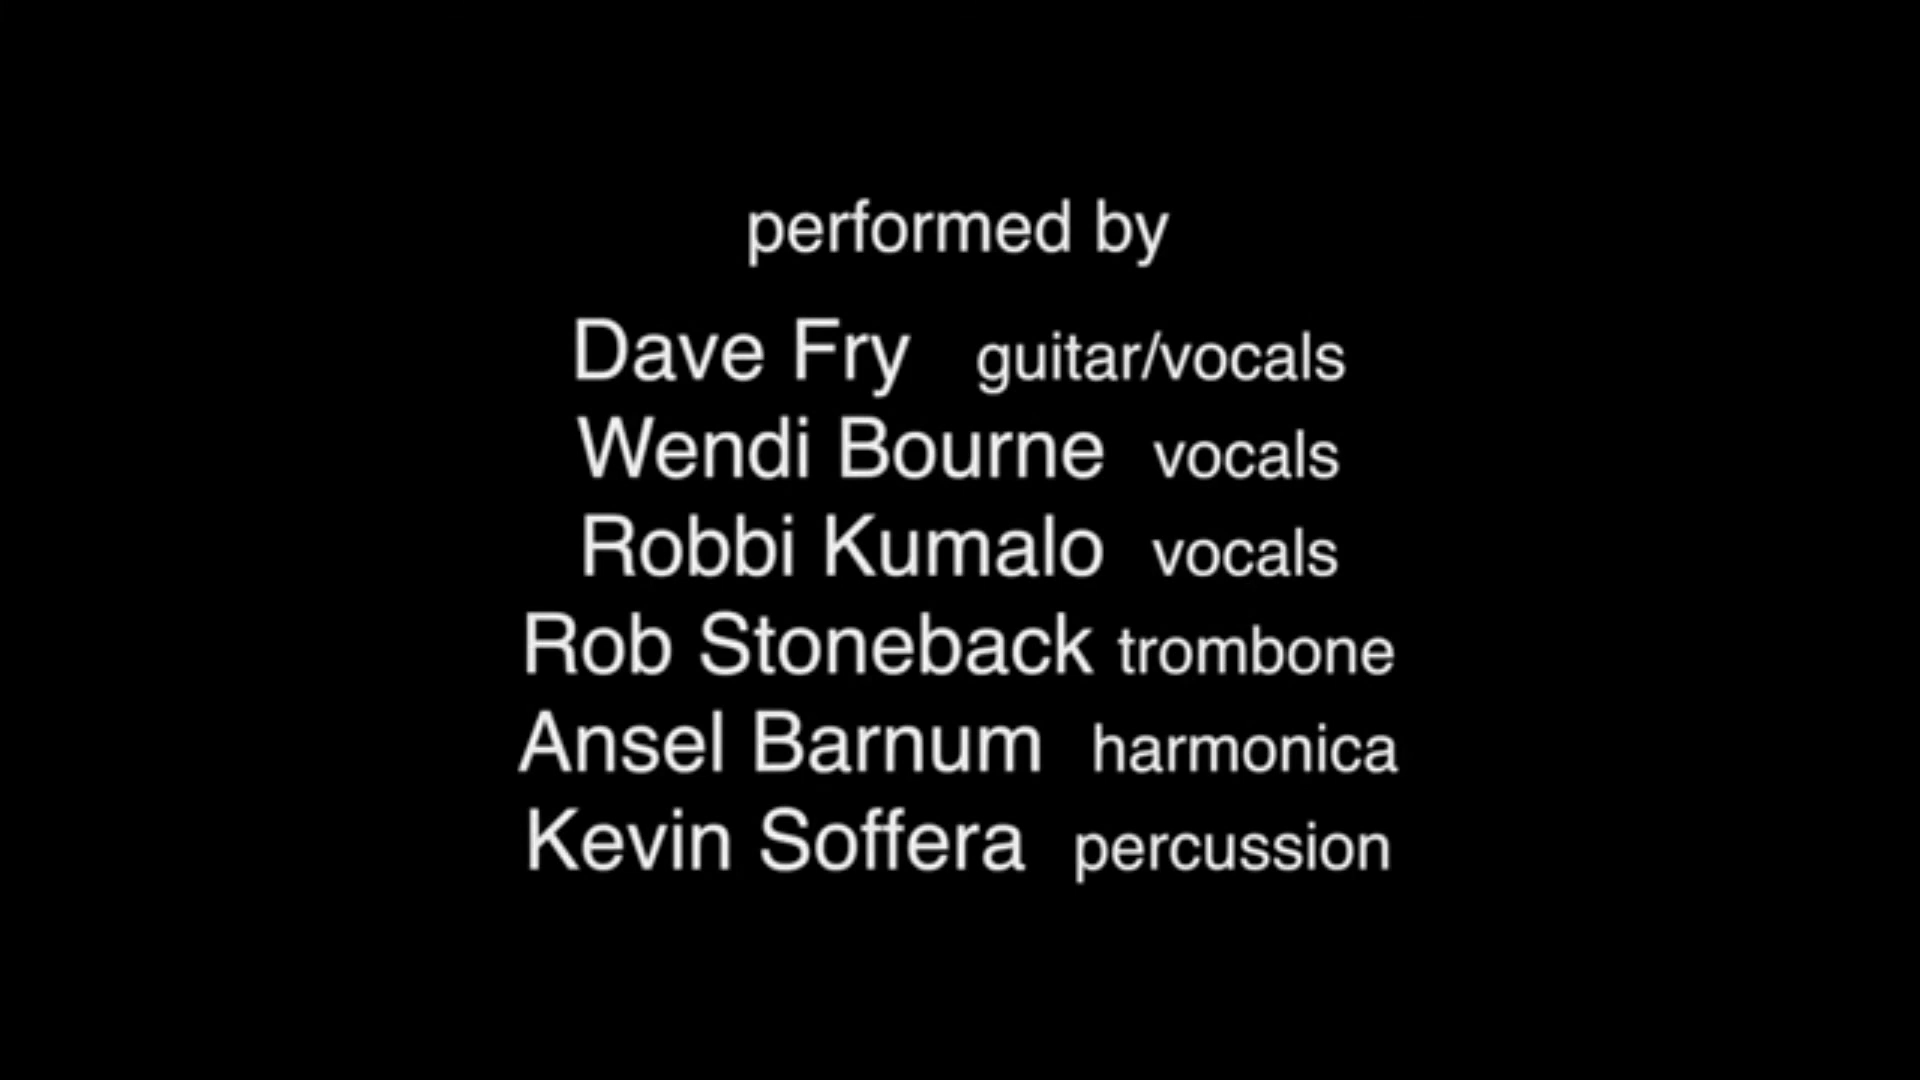 performed by
Dave Fry guitar/vocals
Wendi Bourne vocals
Robbi Kumalo vocals
Rob Stoneback trombone
Ansel Barnum harmonica
Kevin Soffera percussion